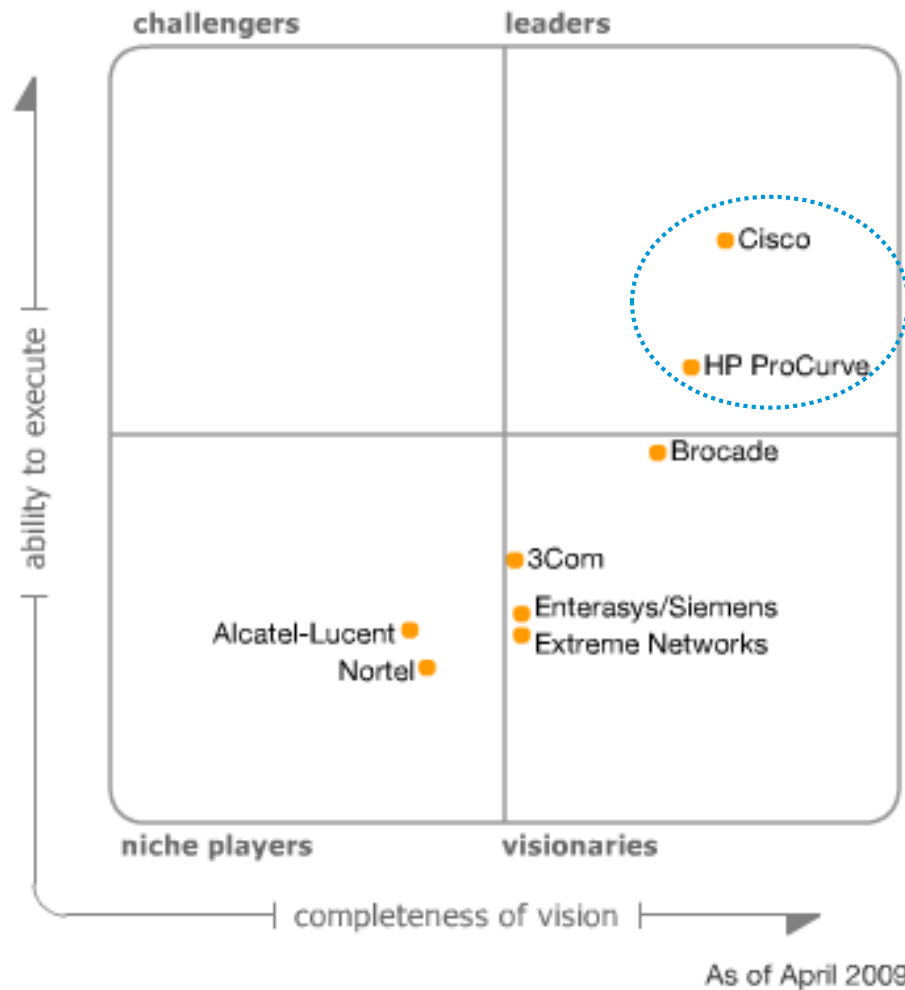 challengers
leaders
Cisco
HP ProCurve
Brocade
3Com
Enterasys/Siemens
Extreme Networks
Alcatel-Lucent
Nortel
ability to execute
niche players
visionaries
completeness of vision
As of April 2009